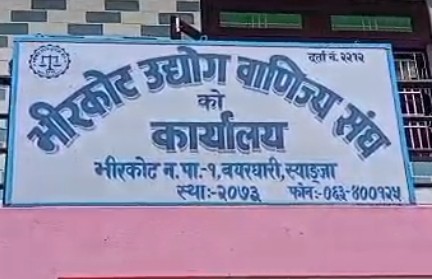 दर्ता नं. २२१२
भीरकोट उद्योग वाणिज्य संघ
को
कार्यालय
भीरकोट न.पा.-१, बयरघारी, स्याङ्जा
स्था:-२०७३ फोन:-०६३-४००१२५